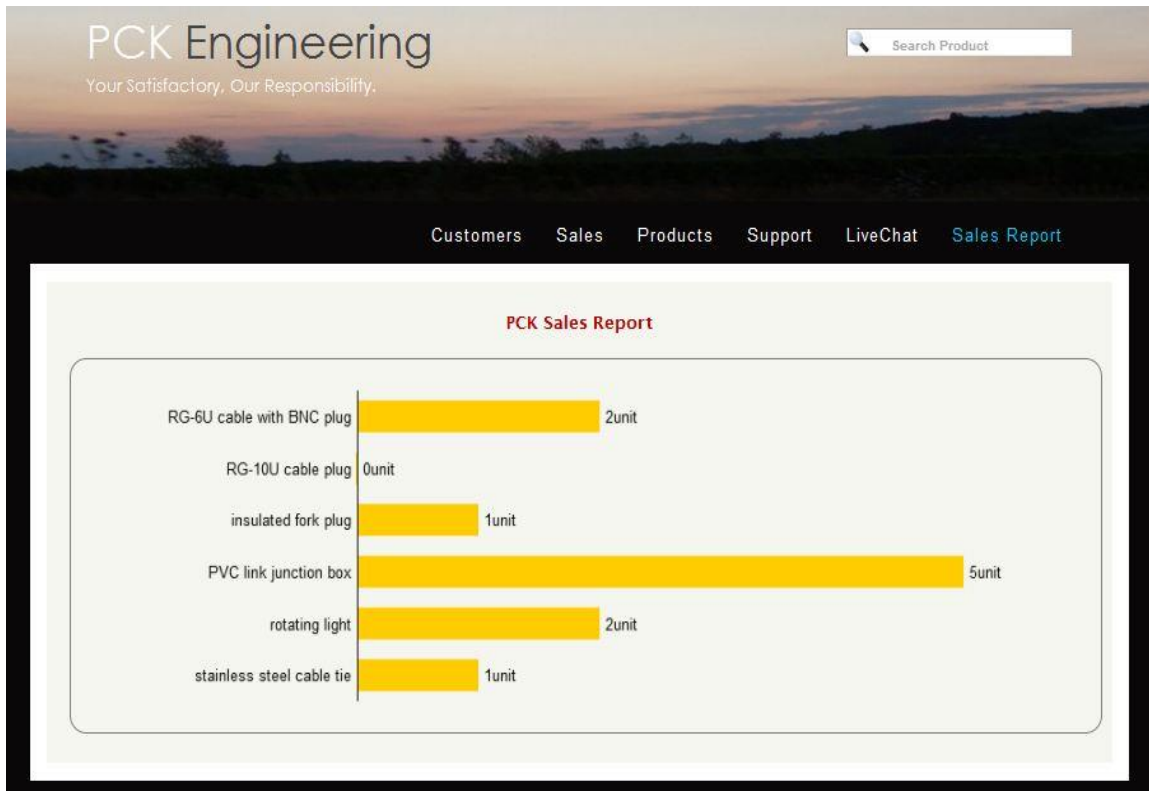 PCK Engineering
Your Satisfactory, Our Responsibility.
Search Product
Customers Sales Products Support LiveChat Sales Report
PCK Sales Report
RG-6U cable with BNC plug 2unit
RG-10U cable plug 0unit
insulated fork plug 1unit
PVC link junction box 5unit
rotating light 2unit
stainless steel cable tie 1unit